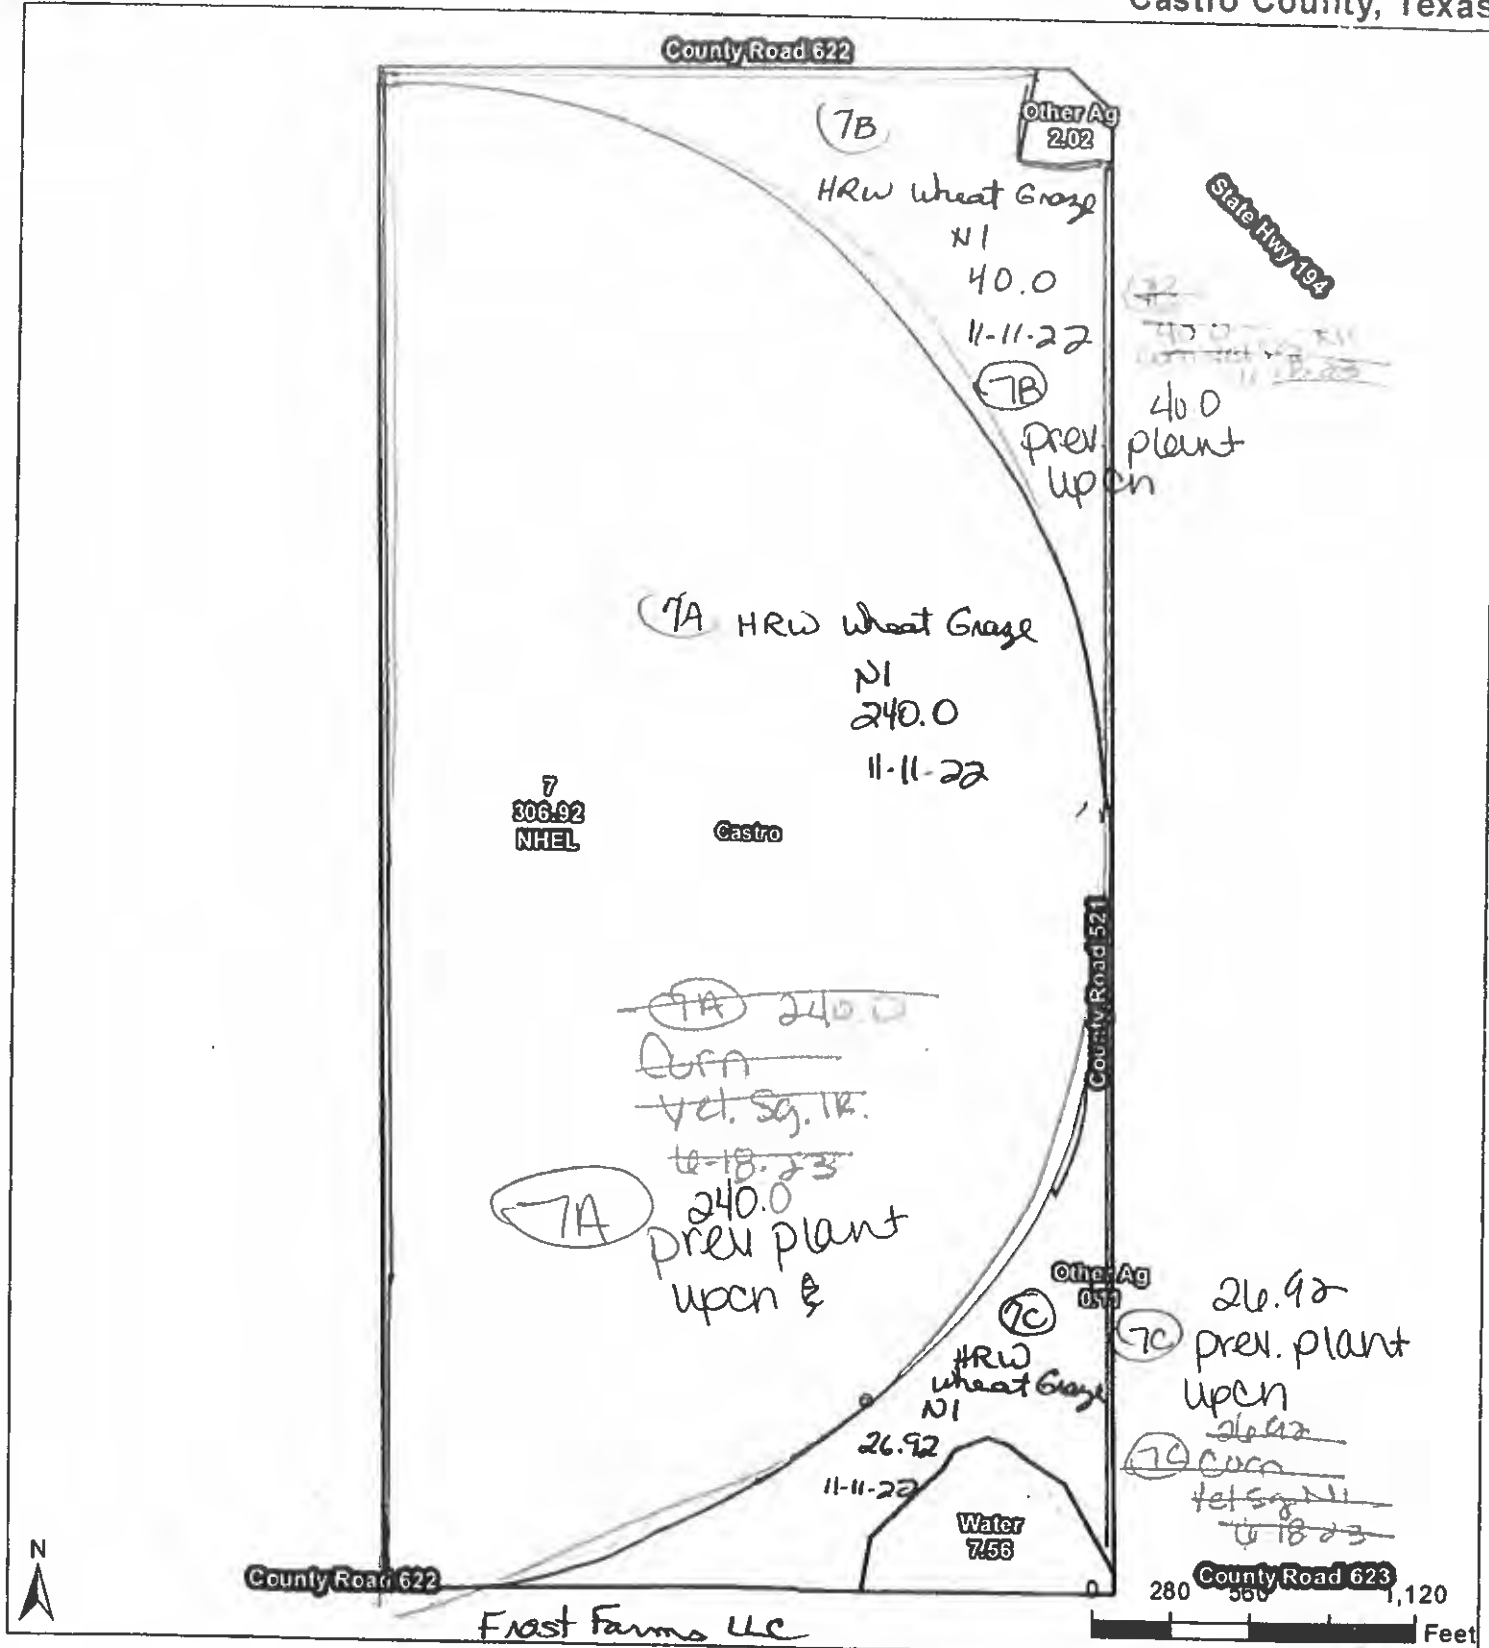 Castro County, Texas
County Road 622
7B
Other Ag
2.02
HRW Wheat Graze
NI
40.0
11-11-22
State Hwy 194
7B
40.0
prev. plant
upcn
7A HRW Wheat Graze
NI
240.0
11-11-22
7
306.92
NHEL
Castro
County Road 521
7A 240.0
Corn
Yel. Sg. IR.
6-18-23
7A 240.0
prev plant
upcn &
Other Ag
0.11
7C
HRW
Wheat Graze
NI
26.92
11-11-22
26.92
7C prev. plant
upcn
26.92
7C Corn
Yel Sg NI
6-18-23
Water
7.56
N
County Road 622
County Road 623
0 280 560 1,120
Feet
Frost Farms LLC